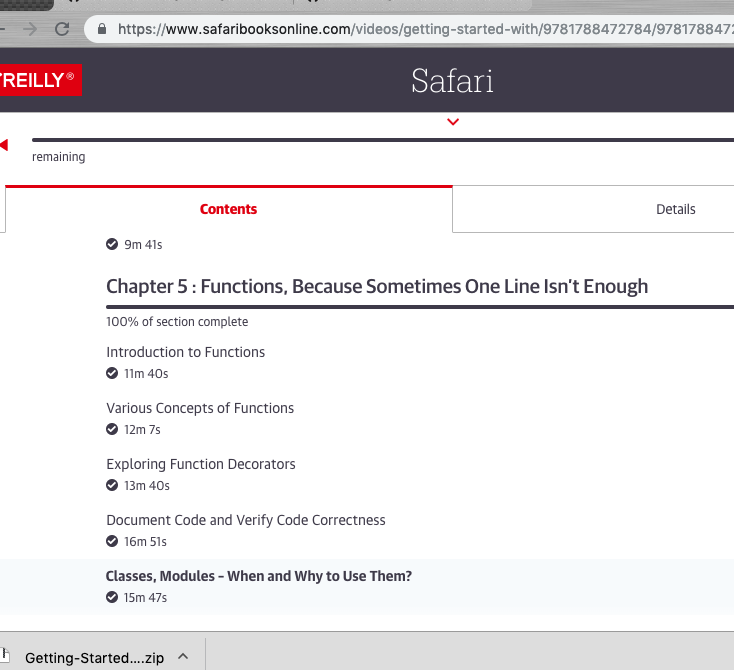 https://www.safaribooksonline.com/videos/getting-started-with/9781788472784/978178847
'REILLY®
Safari
remaining
Contents
Details
9m 41s
Chapter 5 : Functions, Because Sometimes One Line Isn't Enough
100% of section complete
Introduction to Functions
11m 40s
Various Concepts of Functions
12m 7s
Exploring Function Decorators
13m 40s
Document Code and Verify Code Correctness
16m 51s
Classes, Modules – When and Why to Use Them?
15m 47s
Getting-Started....zip